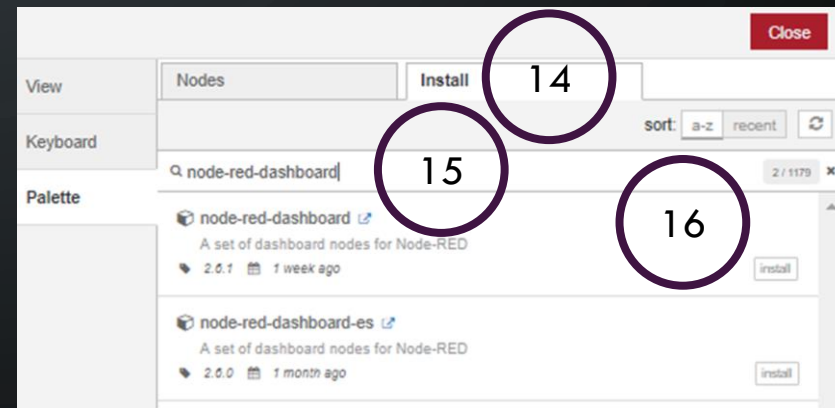 Close
View
Nodes
Install
14
sort: a-z recent
Keyboard
node-red-dashboard
15
2 / 1179 ×
Palette
node-red-dashboard
16
A set of dashboard nodes for Node-RED
2.6.1 1 week ago
install
node-red-dashboard-es
A set of dashboard nodes for Node-RED
2.6.0 1 month ago
install